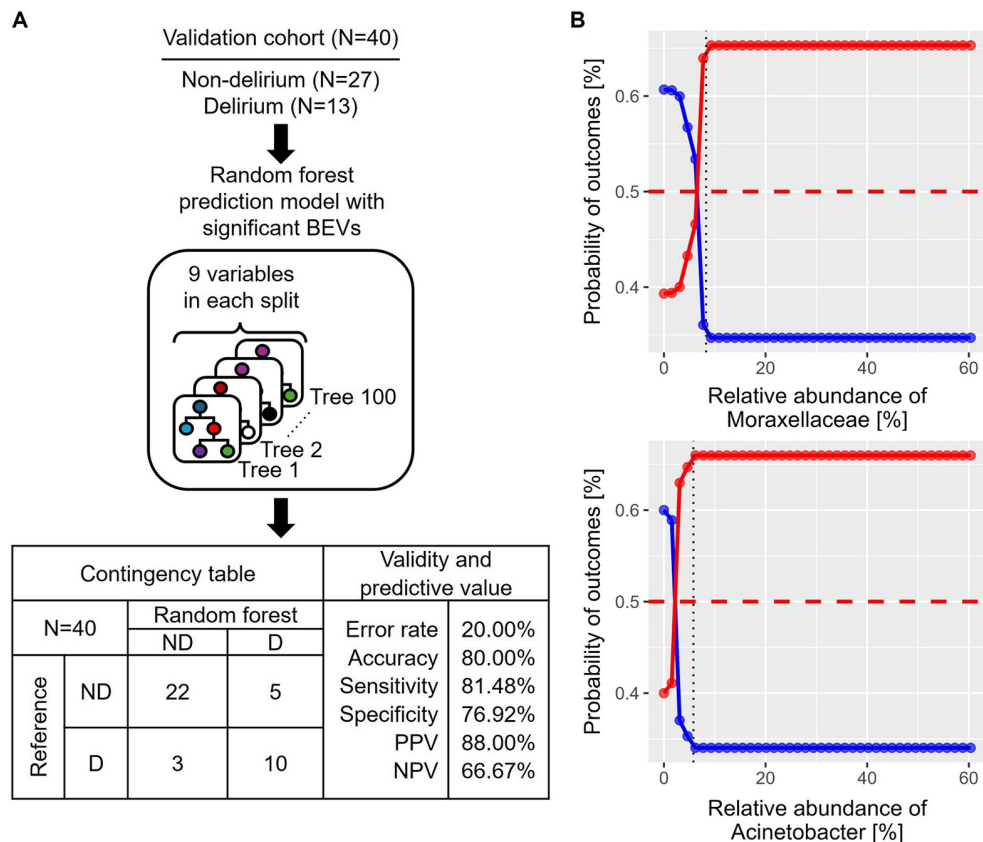 A
Validation cohort (N=40)
Non-delirium (N=27)
Delirium (N=13)
Random forest
prediction model with
significant BEVs
9 variables
in each split
Tree 100
Tree 2
Tree 1
Contingency table
Validity and
predictive value
N=40
Random forest
ND D
Reference
ND 22 5
D 3 10
Error rate 20.00%
Accuracy 80.00%
Sensitivity 81.48%
Specificity 76.92%
PPV 88.00%
NPV 66.67%
B
Probability of outcomes [%]
0.6
0.5
0.4
0 20 40 60
Relative abundance of
Moraxellaceae [%]
Probability of outcomes [%]
0.6
0.5
0.4
0 20 40 60
Relative abundance of
Acinetobacter [%]